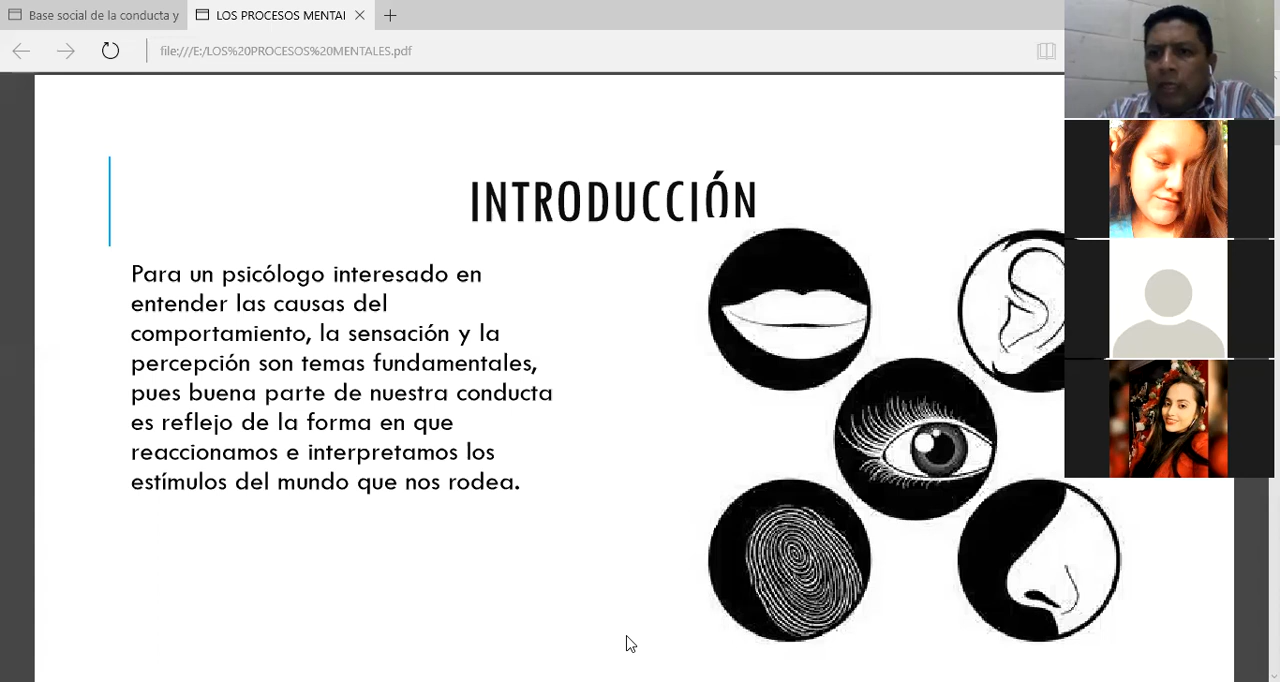 Base social de la conducta y
LOS PROCESOS MENTAI
file:///E:/LOS%20PROCESOS%20MENTALES.pdf
INTRODUCCIÓN
Para un psicólogo interesado en
entender las causas del
comportamiento, la sensación y la
percepción son temas fundamentales,
pues buena parte de nuestra conducta
es reflejo de la forma en que
reaccionamos e interpretamos los
estímulos del mundo que nos rodea.